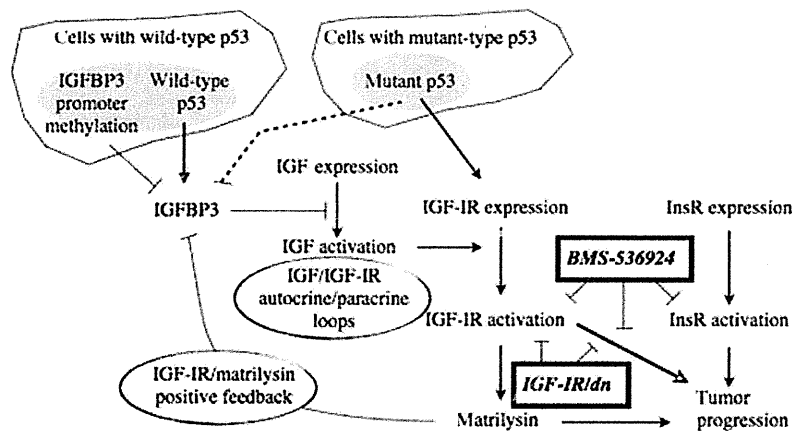 Cells with wild-type p53
Cells with mutant-type p53
IGFBP3
promoter
methylation
Wild-type
p53
Mutant p53
IGF expression
IGFBP3
IGF-IR expression
InsR expression
IGF activation
BMS-536924
IGF/IGF-IR
autocrine/paracrine
loops
IGF-IR activation
InsR activation
IGF-IR/matrilysin
positive feedback
IGF-IR/dn
Matrilysin
Tumor
progression